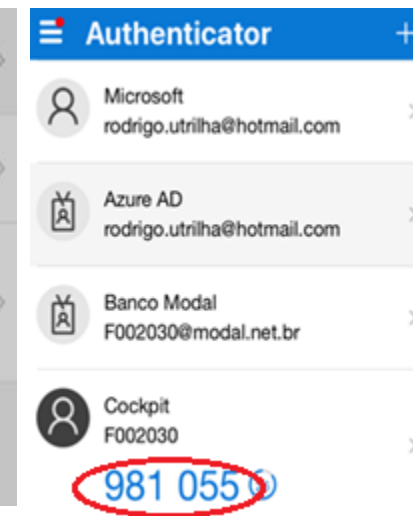 Authenticator
Microsoft
rodrigo.utrilha@hotmail.com
Azure AD
rodrigo.utrilha@hotmail.com
Banco Modal
F002030@modal.net.br
Cockpit
F002030
981 055